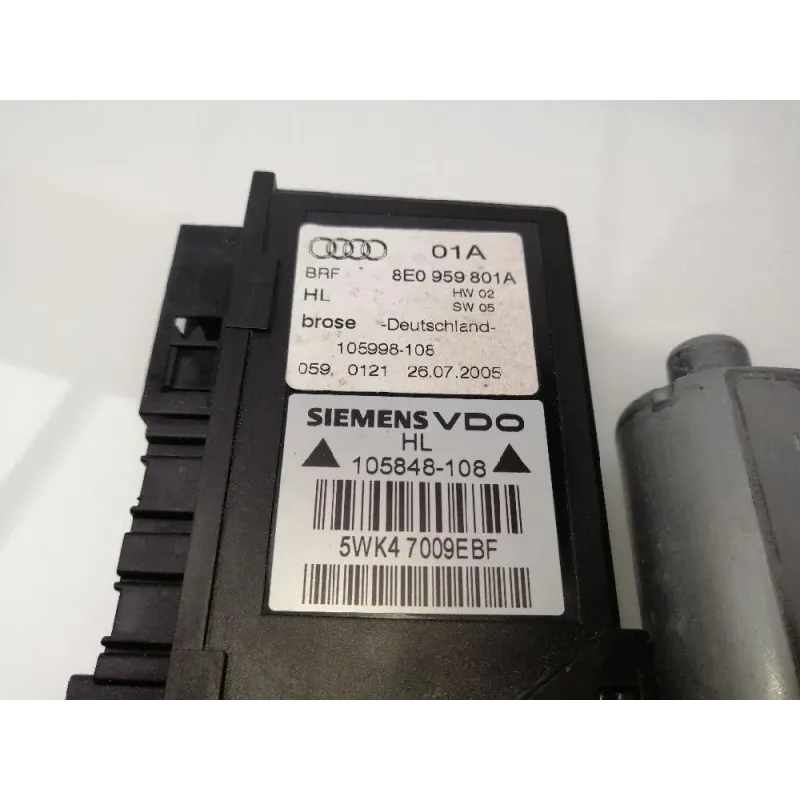 01A
BRF 8E0 959 801A
HL HW 02
SW 05
brose -Deutschland-
105998-108
059 0121 26.07.2005
SIEMENS VDO
HL
105848-108
5WK4 7009EBF